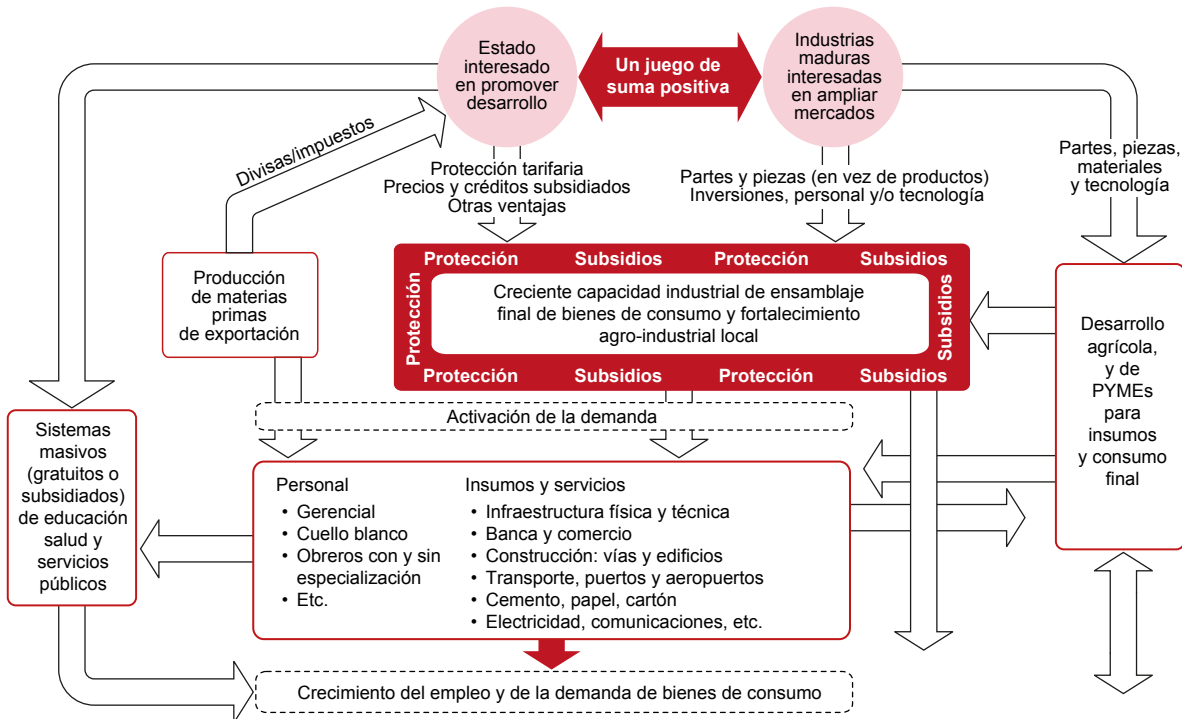 Estado
interesado
en promover
desarrollo
Un juego de
suma positiva
Industrias
maduras
interesadas
en ampliar
mercados
Divisas/impuestos
Protección tarifaria
Precios y créditos subsidiados
Otras ventajas
Partes y piezas (en vez de productos)
Inversiones, personal y/o tecnología
Partes, piezas,
materiales
y tecnología
Producción
de materias
primas
de exportación
Protección Subsidios Protección Subsidios
Protección
Creciente capacidad industrial de ensamblaje
final de bienes de consumo y fortalecimiento
agro-industrial local
Subsidios
Protección Subsidios Protección Subsidios
Desarrollo
agrícola,
y de
PYMEs
para
insumos
y consumo
final
Activación de la demanda
Sistemas
masivos
(gratuitos o
subsidiados)
de educación
salud y
servicios
públicos
Personal
• Gerencial
• Cuello blanco
• Obreros con y sin
especialización
• Etc.
Insumos y servicios
• Infraestructura física y técnica
• Banca y comercio
• Construcción: vías y edificios
• Transporte, puertos y aeropuertos
• Cemento, papel, cartón
• Electricidad, comunicaciones, etc.
Crecimiento del empleo y de la demanda de bienes de consumo